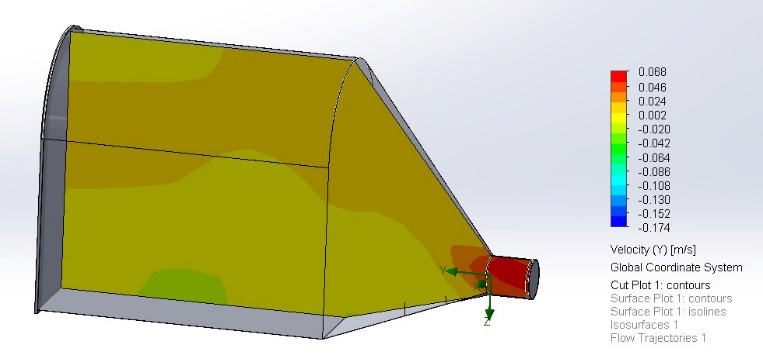 0.068
0.046
0.024
0.002
-0.020
-0.042
-0.064
-0.086
-0.108
-0.130
-0.152
-0.174
Velocity (Y) [m/s]
Global Coordinate System
Cut Plot 1: contours
Surface Plot 1: contours
Surface Plot 1: isolines
Isosurfaces 1
Flow Trajectories 1
Y
Z